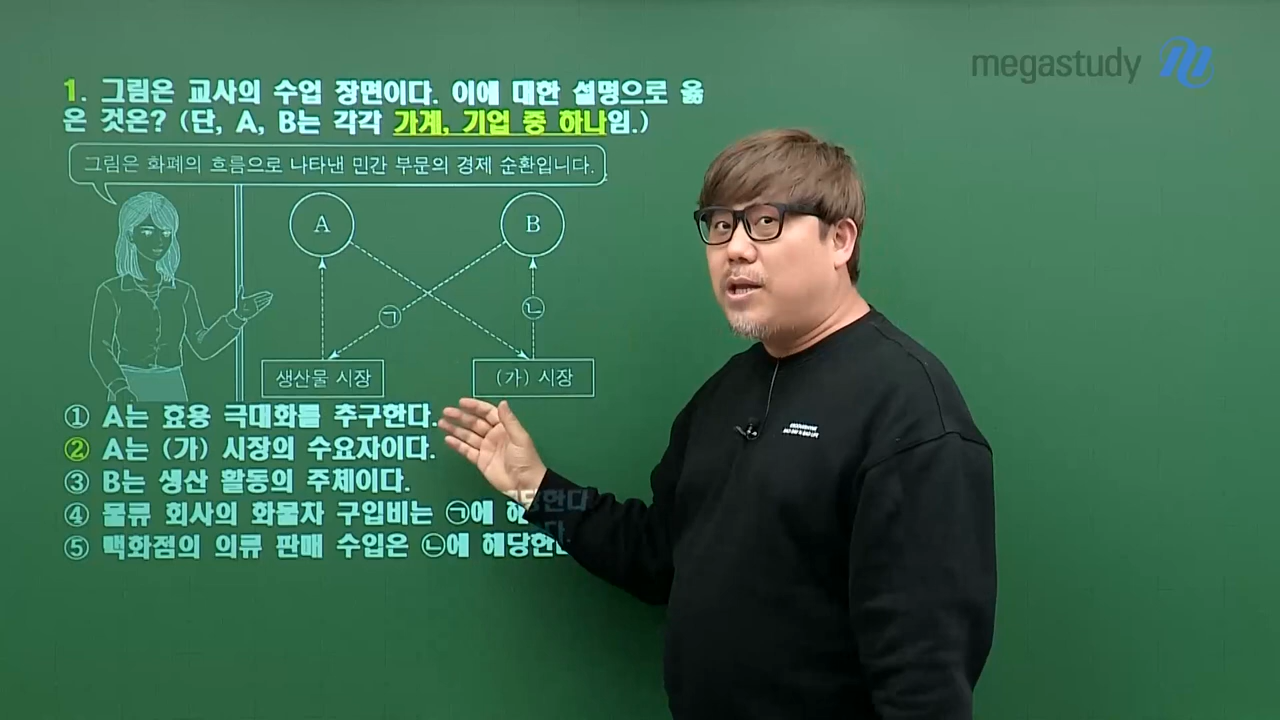 megastudy
1. 그림은 교사의 수업 장면이다. 이에 대한 설명으로 옳
은 것은? (단, A, B는 각각 가계, 기업 중 하나임.)
그림은 화폐의 흐름으로 나타낸 민간 부문의 경제 순환입니다.
A
B
㉠
㉡
생산물 시장
(가) 시장
① A는 효용 극대화를 추구한다.
② A는 (가) 시장의 수요자이다.
③ B는 생산 활동의 주체이다.
④ 물류 회사의 화물차 구입비는 ㉠에 해당한다
⑤ 백화점의 의류 판매 수입은 ㉡에 해당한다.